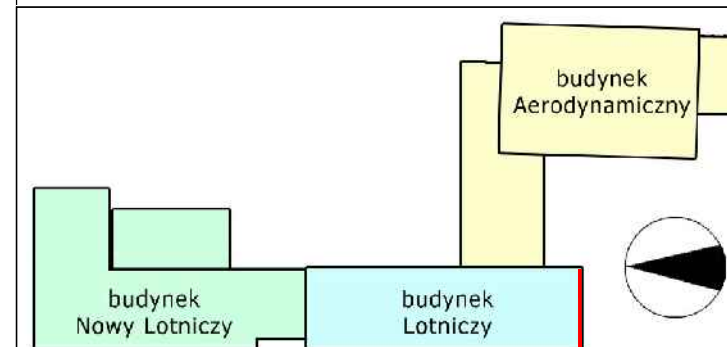 budynek
Aerodynamiczny
budynek
Nowy Lotniczy
budynek
Lotniczy